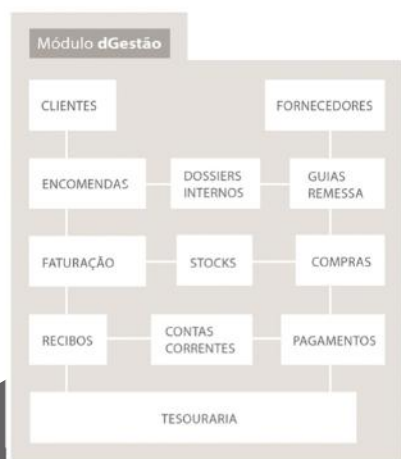 Módulo dGestão
CLIENTES
FORNECEDORES
ENCOMENDAS
DOSSIERS
INTERNOS
GUIAS
REMESSA
FATURAÇÃO
STOCKS
COMPRAS
RECIBOS
CONTAS
CORRENTES
PAGAMENTOS
TESOURARIA